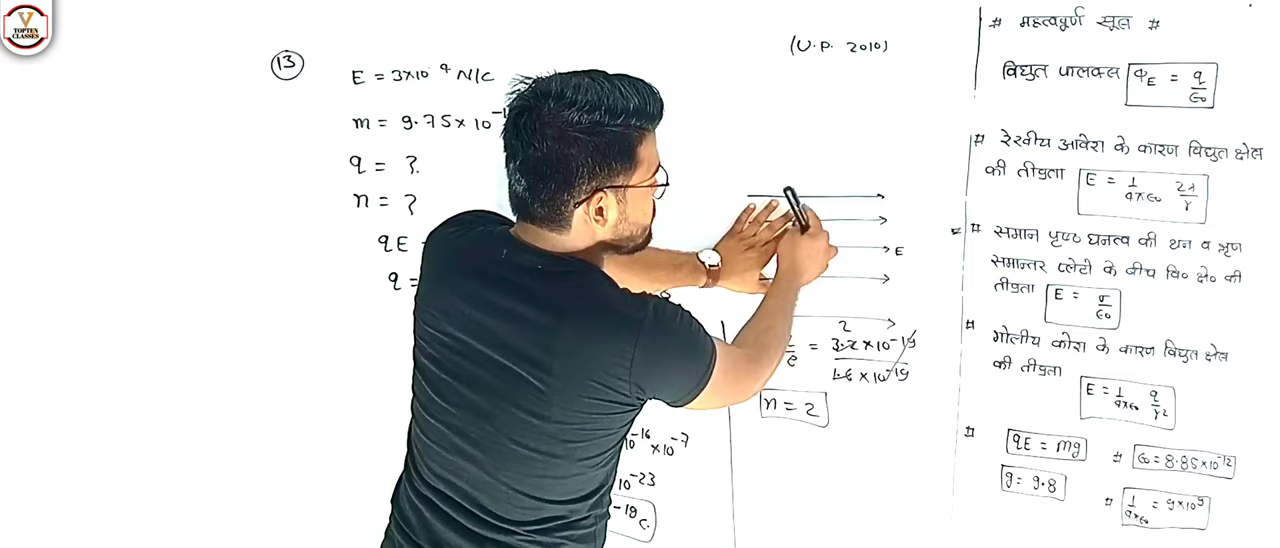 V
TOPTEN
CLASSES
(U.P. 2010)
13
E = 3×10⁴ N/C
m = 9.75×10
q = ?
n = ?
qE
q =
E
2
= 3.2×10⁻¹⁹
e 1.6×10⁻¹⁹
n = 2
10⁻¹⁶×10⁻⁷
10⁻²³
⁻¹⁹C.
# महत्वपूर्ण सूत्र #
विद्युत फ्लक्स Φ_E = q/ϵ₀
# रेखीय आवेश के कारण विद्युत क्षेत्र
की तीव्रता E = 1/4πϵ₀ 2λ/r
# समान पृष्ठ घनत्व की धन व ऋण
समान्तर प्लेटो के बीच वि० क्षे० की
तीव्रता E = σ/ϵ₀
# गोलीय कोश के कारण विद्युत क्षेत्र
की तीव्रता
E = 1/4πϵ₀ q/r²
# qE = mg # ϵ₀ = 8.85×10⁻¹²
g = 9.8
# 1/4πϵ₀ = 9×10⁹